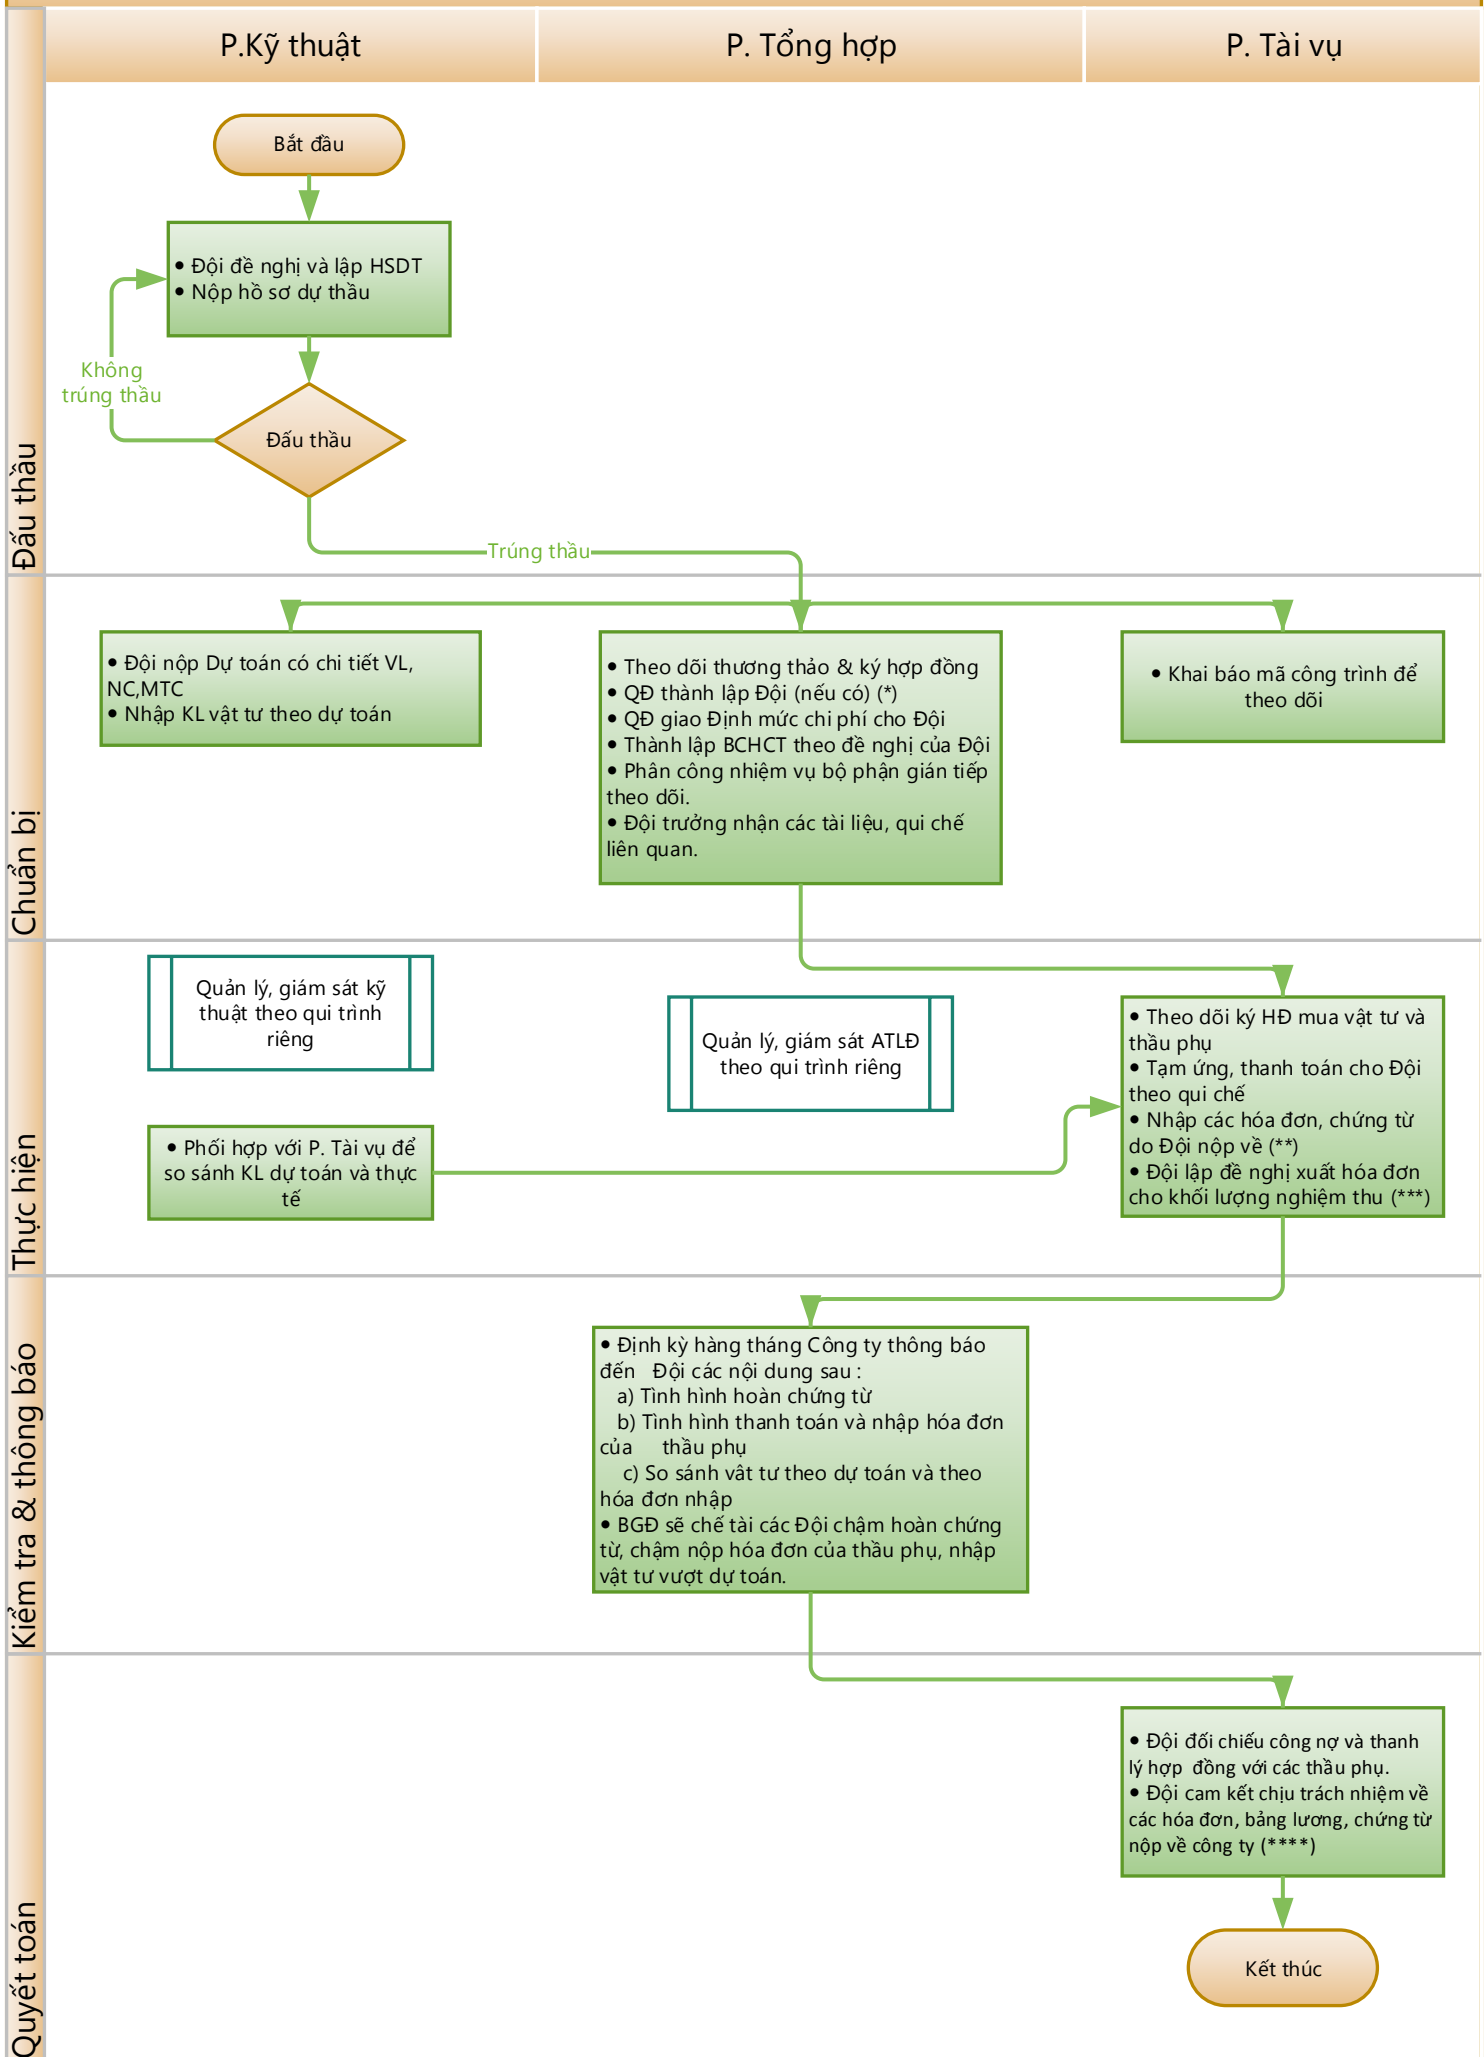 P.Kỹ thuật
P. Tổng hợp
P. Tài vụ
Đấu thầu
Bắt đầu
• Đội đề nghị và lập HSDT
• Nộp hồ sơ dự thầu
Không
trúng thầu
Đấu thầu
Trúng thầu
Chuẩn bị
• Đội nộp Dự toán có chi tiết VL,
NC,MTC
• Nhập KL vật tư theo dự toán
• Theo dõi thương thảo & ký hợp đồng
• QĐ thành lập Đội (nếu có) (*)
• QĐ giao Định mức chi phí cho Đội
• Thành lập BCHCT theo đề nghị của Đội
• Phân công nhiệm vụ bộ phận gián tiếp
theo dõi.
• Đội trưởng nhận các tài liệu, qui chế
liên quan.
• Khai báo mã công trình để
theo dõi
Thực hiện
Quản lý, giám sát kỹ
thuật theo qui trình
riêng
Quản lý, giám sát ATLĐ
theo qui trình riêng
• Phối hợp với P. Tài vụ để
so sánh KL dự toán và thực
tế
• Theo dõi ký HĐ mua vật tư và
thầu phụ
• Tạm ứng, thanh toán cho Đội
theo qui chế
• Nhập các hóa đơn, chứng từ
do Đội nộp về (**)
• Đội lập đề nghị xuất hóa đơn
cho khối lượng nghiệm thu (***)
Kiểm tra & thông báo
• Định kỳ hàng tháng Công ty thông báo
đến Đội các nội dung sau :
a) Tình hình hoàn chứng từ
b) Tình hình thanh toán và nhập hóa đơn
của thầu phụ
c) So sánh vât tư theo dự toán và theo
hóa đơn nhập
• BGĐ sẽ chế tài các Đội chậm hoàn chứng
từ, chậm nộp hóa đơn của thầu phụ, nhập
vật tư vượt dự toán.
Quyết toán
• Đội đối chiếu công nợ và thanh
lý hợp đồng với các thầu phụ.
• Đội cam kết chịu trách nhiệm về
các hóa đơn, bảng lương, chứng từ
nộp về công ty (****)
Kết thúc